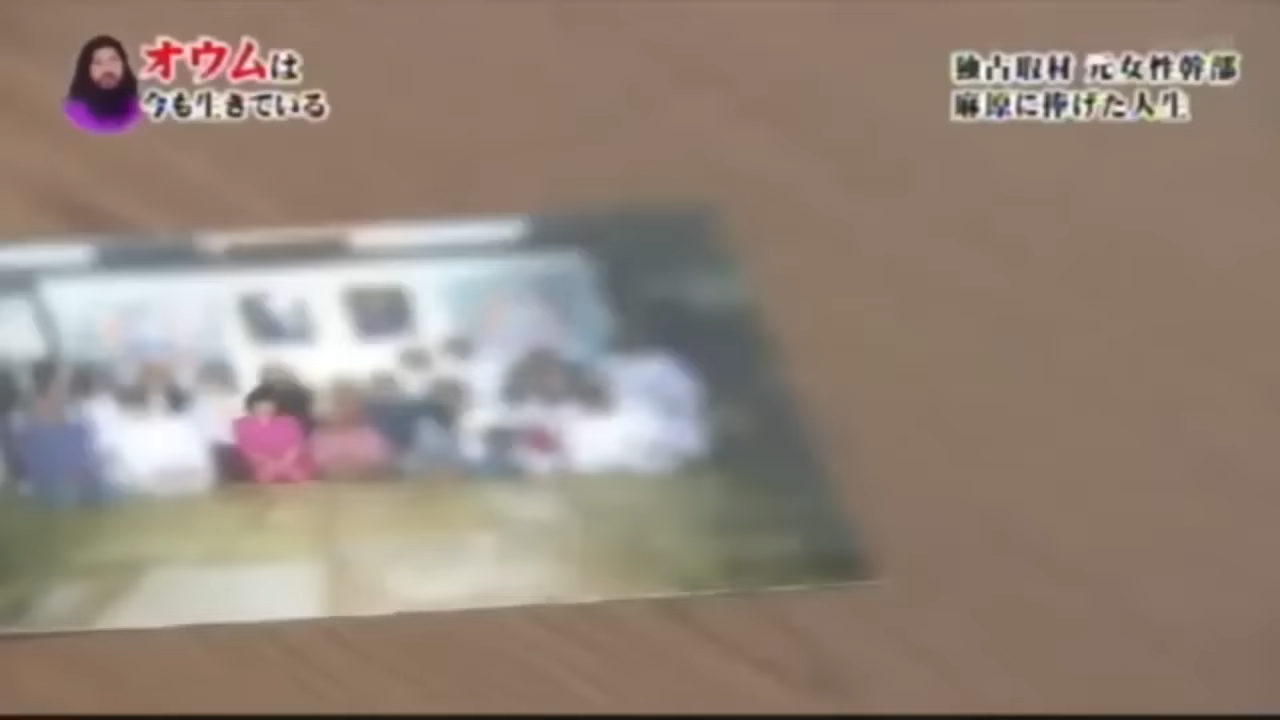 オウムは
今も生きている
独占取材 元女性幹部
麻原に捧げた人生